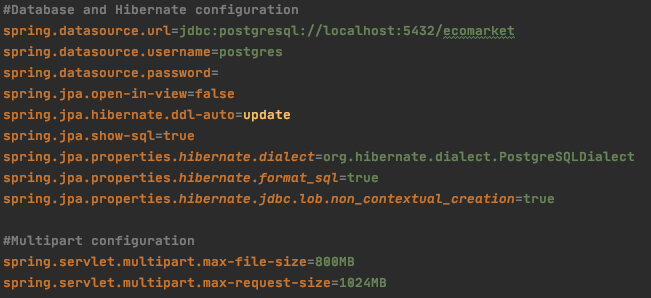 #Database and Hibernate configuration
spring.datasource.url=jdbc:postgresql://localhost:5432/ecomarket
spring.datasource.username=postgres
spring.datasource.password=
spring.jpa.open-in-view=false
spring.jpa.hibernate.ddl-auto=update
spring.jpa.show-sql=true
spring.jpa.properties.hibernate.dialect=org.hibernate.dialect.PostgreSQLDialect
spring.jpa.properties.hibernate.format_sql=true
spring.jpa.properties.hibernate.jdbc.lob.non_contextual_creation=true

#Multipart configuration
spring.servlet.multipart.max-file-size=800MB
spring.servlet.multipart.max-request-size=1024MB